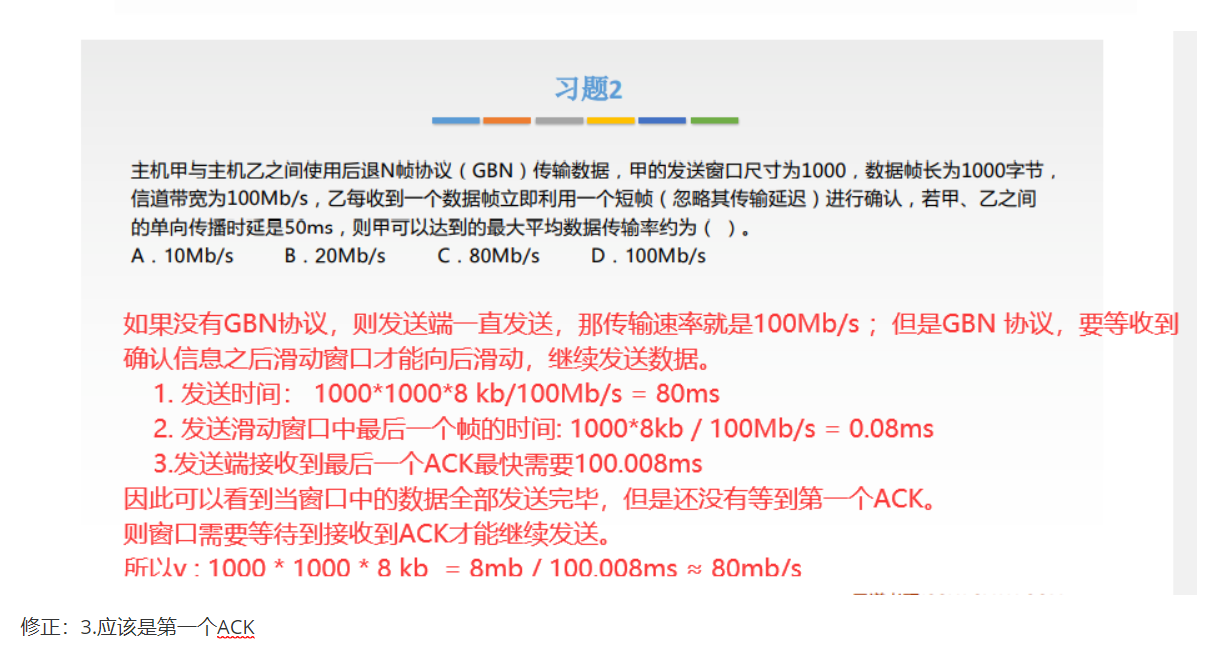 习题2
主机甲与主机乙之间使用后退N帧协议（GBN）传输数据，甲的发送窗口尺寸为1000，数据帧长为1000字节，
信道带宽为100Mb/s，乙每收到一个数据帧立即利用一个短帧（忽略其传输延迟）进行确认，若甲、乙之间
的单向传播时延是50ms，则甲可以达到的最大平均数据传输率约为（ ）。
A．10Mb/s B．20Mb/s C．80Mb/s D．100Mb/s
如果没有GBN协议，则发送端一直发送，那传输速率就是100Mb/s ；但是GBN 协议，要等收到
确认信息之后滑动窗口才能向后滑动，继续发送数据。
1. 发送时间： 1000*1000*8 kb/100Mb/s = 80ms
2. 发送滑动窗口中最后一个帧的时间: 1000*8kb / 100Mb/s = 0.08ms
3.发送端接收到最后一个ACK最快需要100.008ms
因此可以看到当窗口中的数据全部发送完毕，但是还没有等到第一个ACK。
则窗口需要等待到接收到ACK才能继续发送。
所以v : 1000 * 1000 * 8 kb = 8mb / 100.008ms ≈ 80mb/s
修正：3.应该是第一个ACK